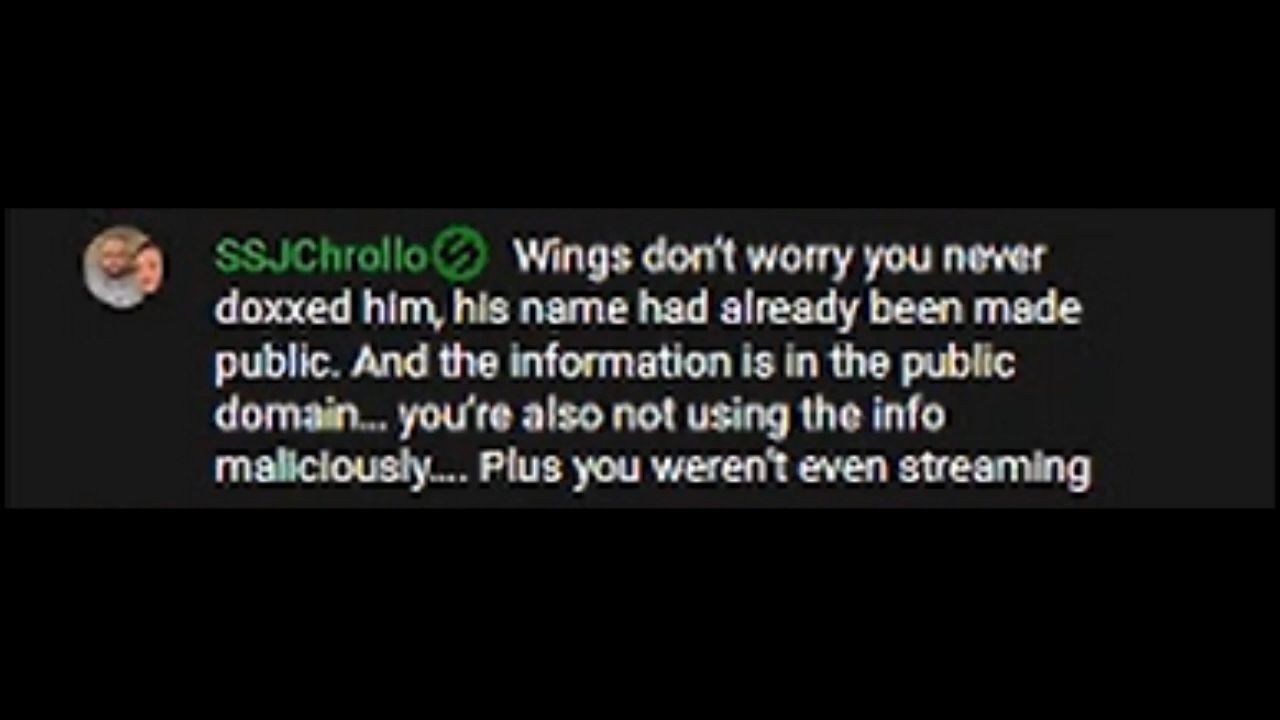 SSJChrollo Wings don't worry you never
doxxed him, his name had already been made
public. And the information is in the public
domain... you're also not using the info
maliciously.... Plus you weren't even streaming